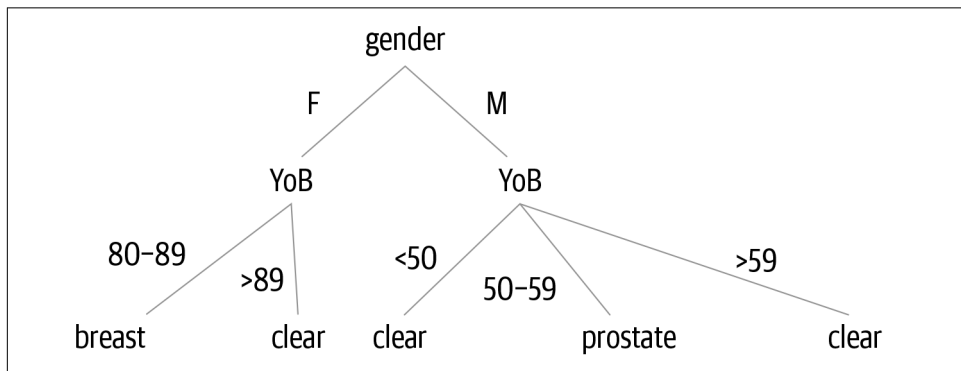 gender
F M
YoB YoB
80–89 >89 <50 50–59 >59
breast clear clear prostate clear